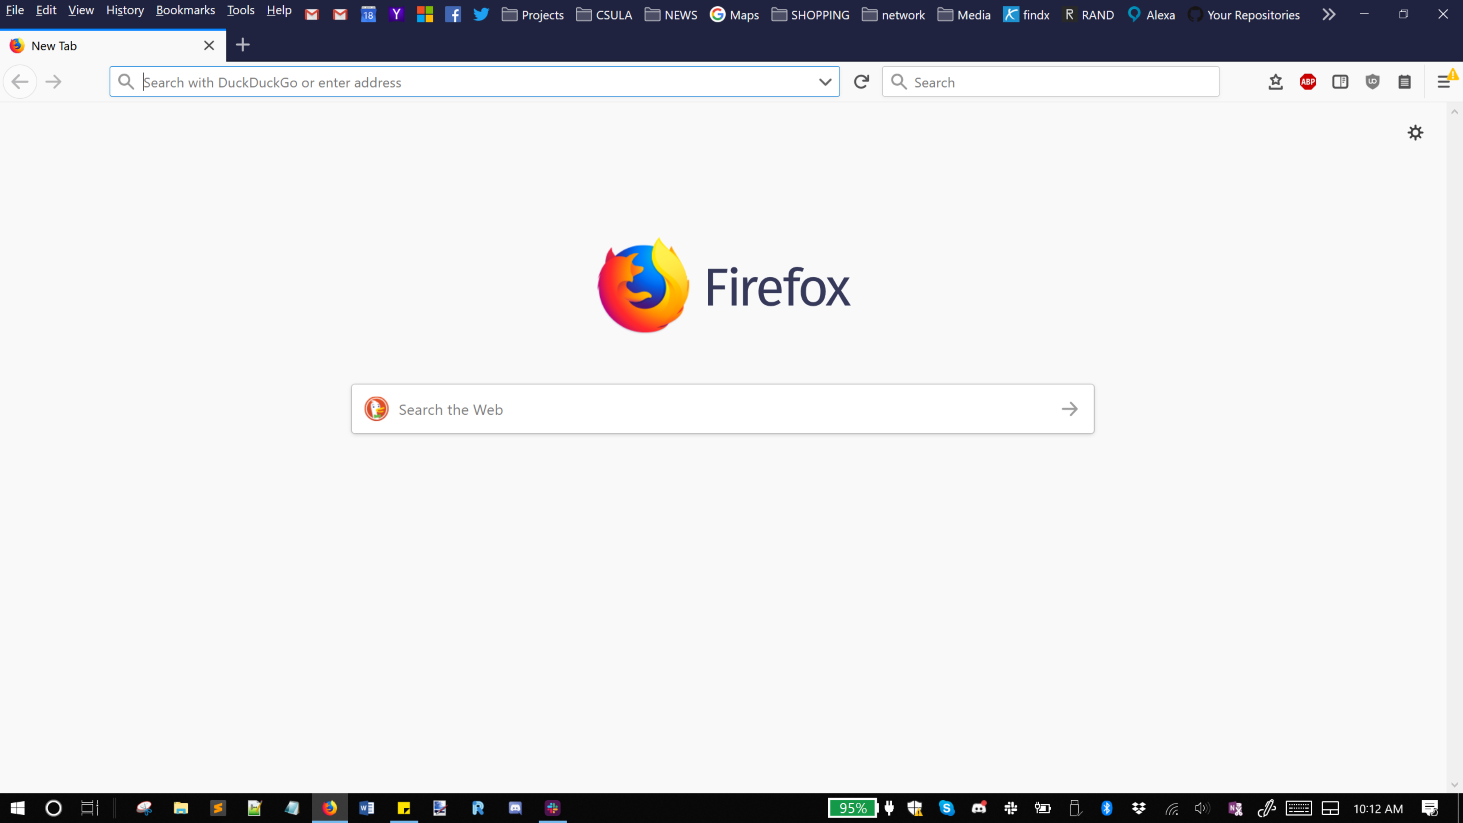 File Edit View History Bookmarks Tools Help 18 Y Projects CSULA NEWS Maps SHOPPING network Media findx R RAND Alexa Your Repositories
New Tab
Search with DuckDuckGo or enter address
Search
ABP
Firefox
Search the Web
95%
10:12 AM